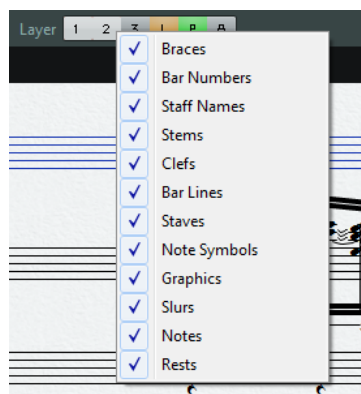 Layer 1 2 3 L P A
Braces
Bar Numbers
Staff Names
Stems
Clefs
Bar Lines
Staves
Note Symbols
Graphics
Slurs
Notes
Rests